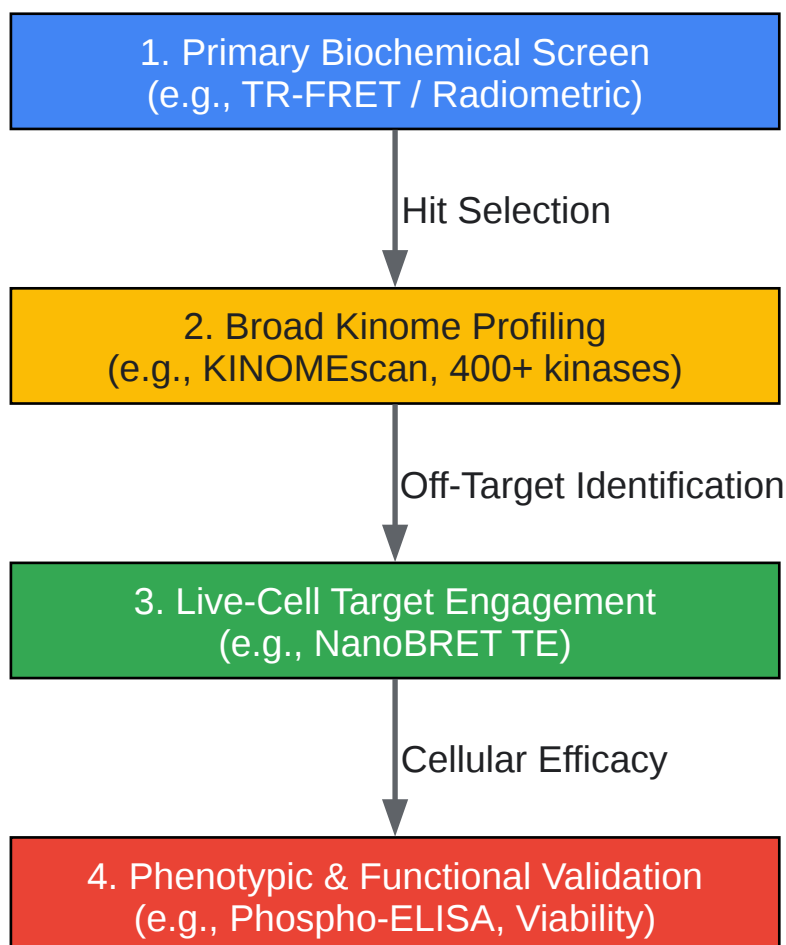 1. Primary Biochemical Screen
(e.g., TR-FRET / Radiometric)
Hit Selection
2. Broad Kinome Profiling
(e.g., KINOMEscan, 400+ kinases)
Off-Target Identification
3. Live-Cell Target Engagement
(e.g., NanoBRET TE)
Cellular Efficacy
4. Phenotypic & Functional Validation
(e.g., Phospho-ELISA, Viability)